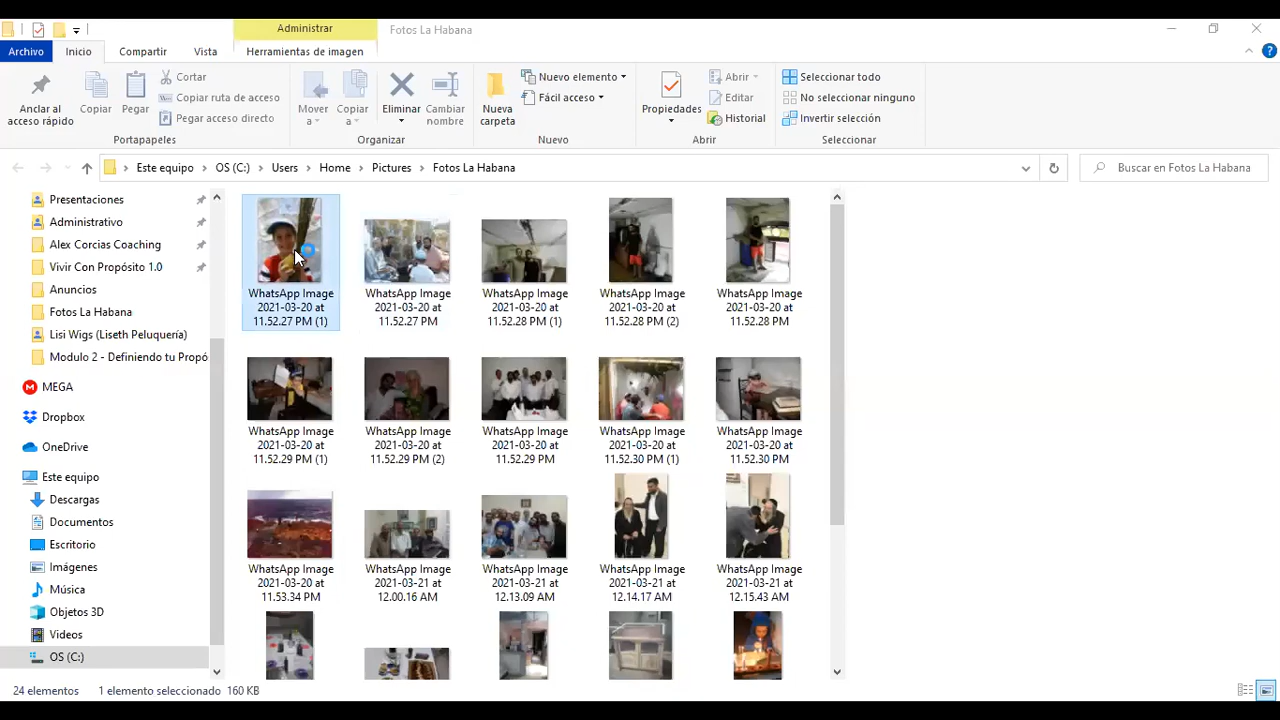 Administrar
Fotos La Habana
Archivo
Inicio
Compartir
Vista
Herramientas de imagen
Anclar al
acceso rápido
Copiar
Pegar
Cortar
Copiar ruta de acceso
Pegar acceso directo
Portapapeles
Mover
a
Copiar
a
Eliminar
Cambiar
nombre
Organizar
Nueva
carpeta
Nuevo elemento
Fácil acceso
Nuevo
Propiedades
Abrir
Editar
Historial
Abrir
Seleccionar todo
No seleccionar ninguno
Invertir selección
Seleccionar
Este equipo
OS (C:)
Users
Home
Pictures
Fotos La Habana
Buscar en Fotos La Habana
Presentaciones
Administrativo
Alex Corcias Coaching
Vivir Con Propósito 1.0
Anuncios
Fotos La Habana
Lisi Wigs (Liseth Peluquería)
Modulo 2 - Definiendo tu Propó
MEGA
Dropbox
OneDrive
Este equipo
Descargas
Documentos
Escritorio
Imágenes
Música
Objetos 3D
Videos
OS (C:)
WhatsApp Image
2021-03-20 at
11.52.27 PM (1)
WhatsApp Image
2021-03-20 at
11.52.27 PM
WhatsApp Image
2021-03-20 at
11.52.28 PM (1)
WhatsApp Image
2021-03-20 at
11.52.28 PM (2)
WhatsApp Image
2021-03-20 at
11.52.28 PM
WhatsApp Image
2021-03-20 at
11.52.29 PM (1)
WhatsApp Image
2021-03-20 at
11.52.29 PM (2)
WhatsApp Image
2021-03-20 at
11.52.29 PM
WhatsApp Image
2021-03-20 at
11.52.30 PM (1)
WhatsApp Image
2021-03-20 at
11.52.30 PM
WhatsApp Image
2021-03-20 at
11.53.34 PM
WhatsApp Image
2021-03-21 at
12.00.16 AM
WhatsApp Image
2021-03-21 at
12.13.09 AM
WhatsApp Image
2021-03-21 at
12.14.17 AM
WhatsApp Image
2021-03-21 at
12.15.43 AM
24 elementos
1 elemento seleccionado 160 KB